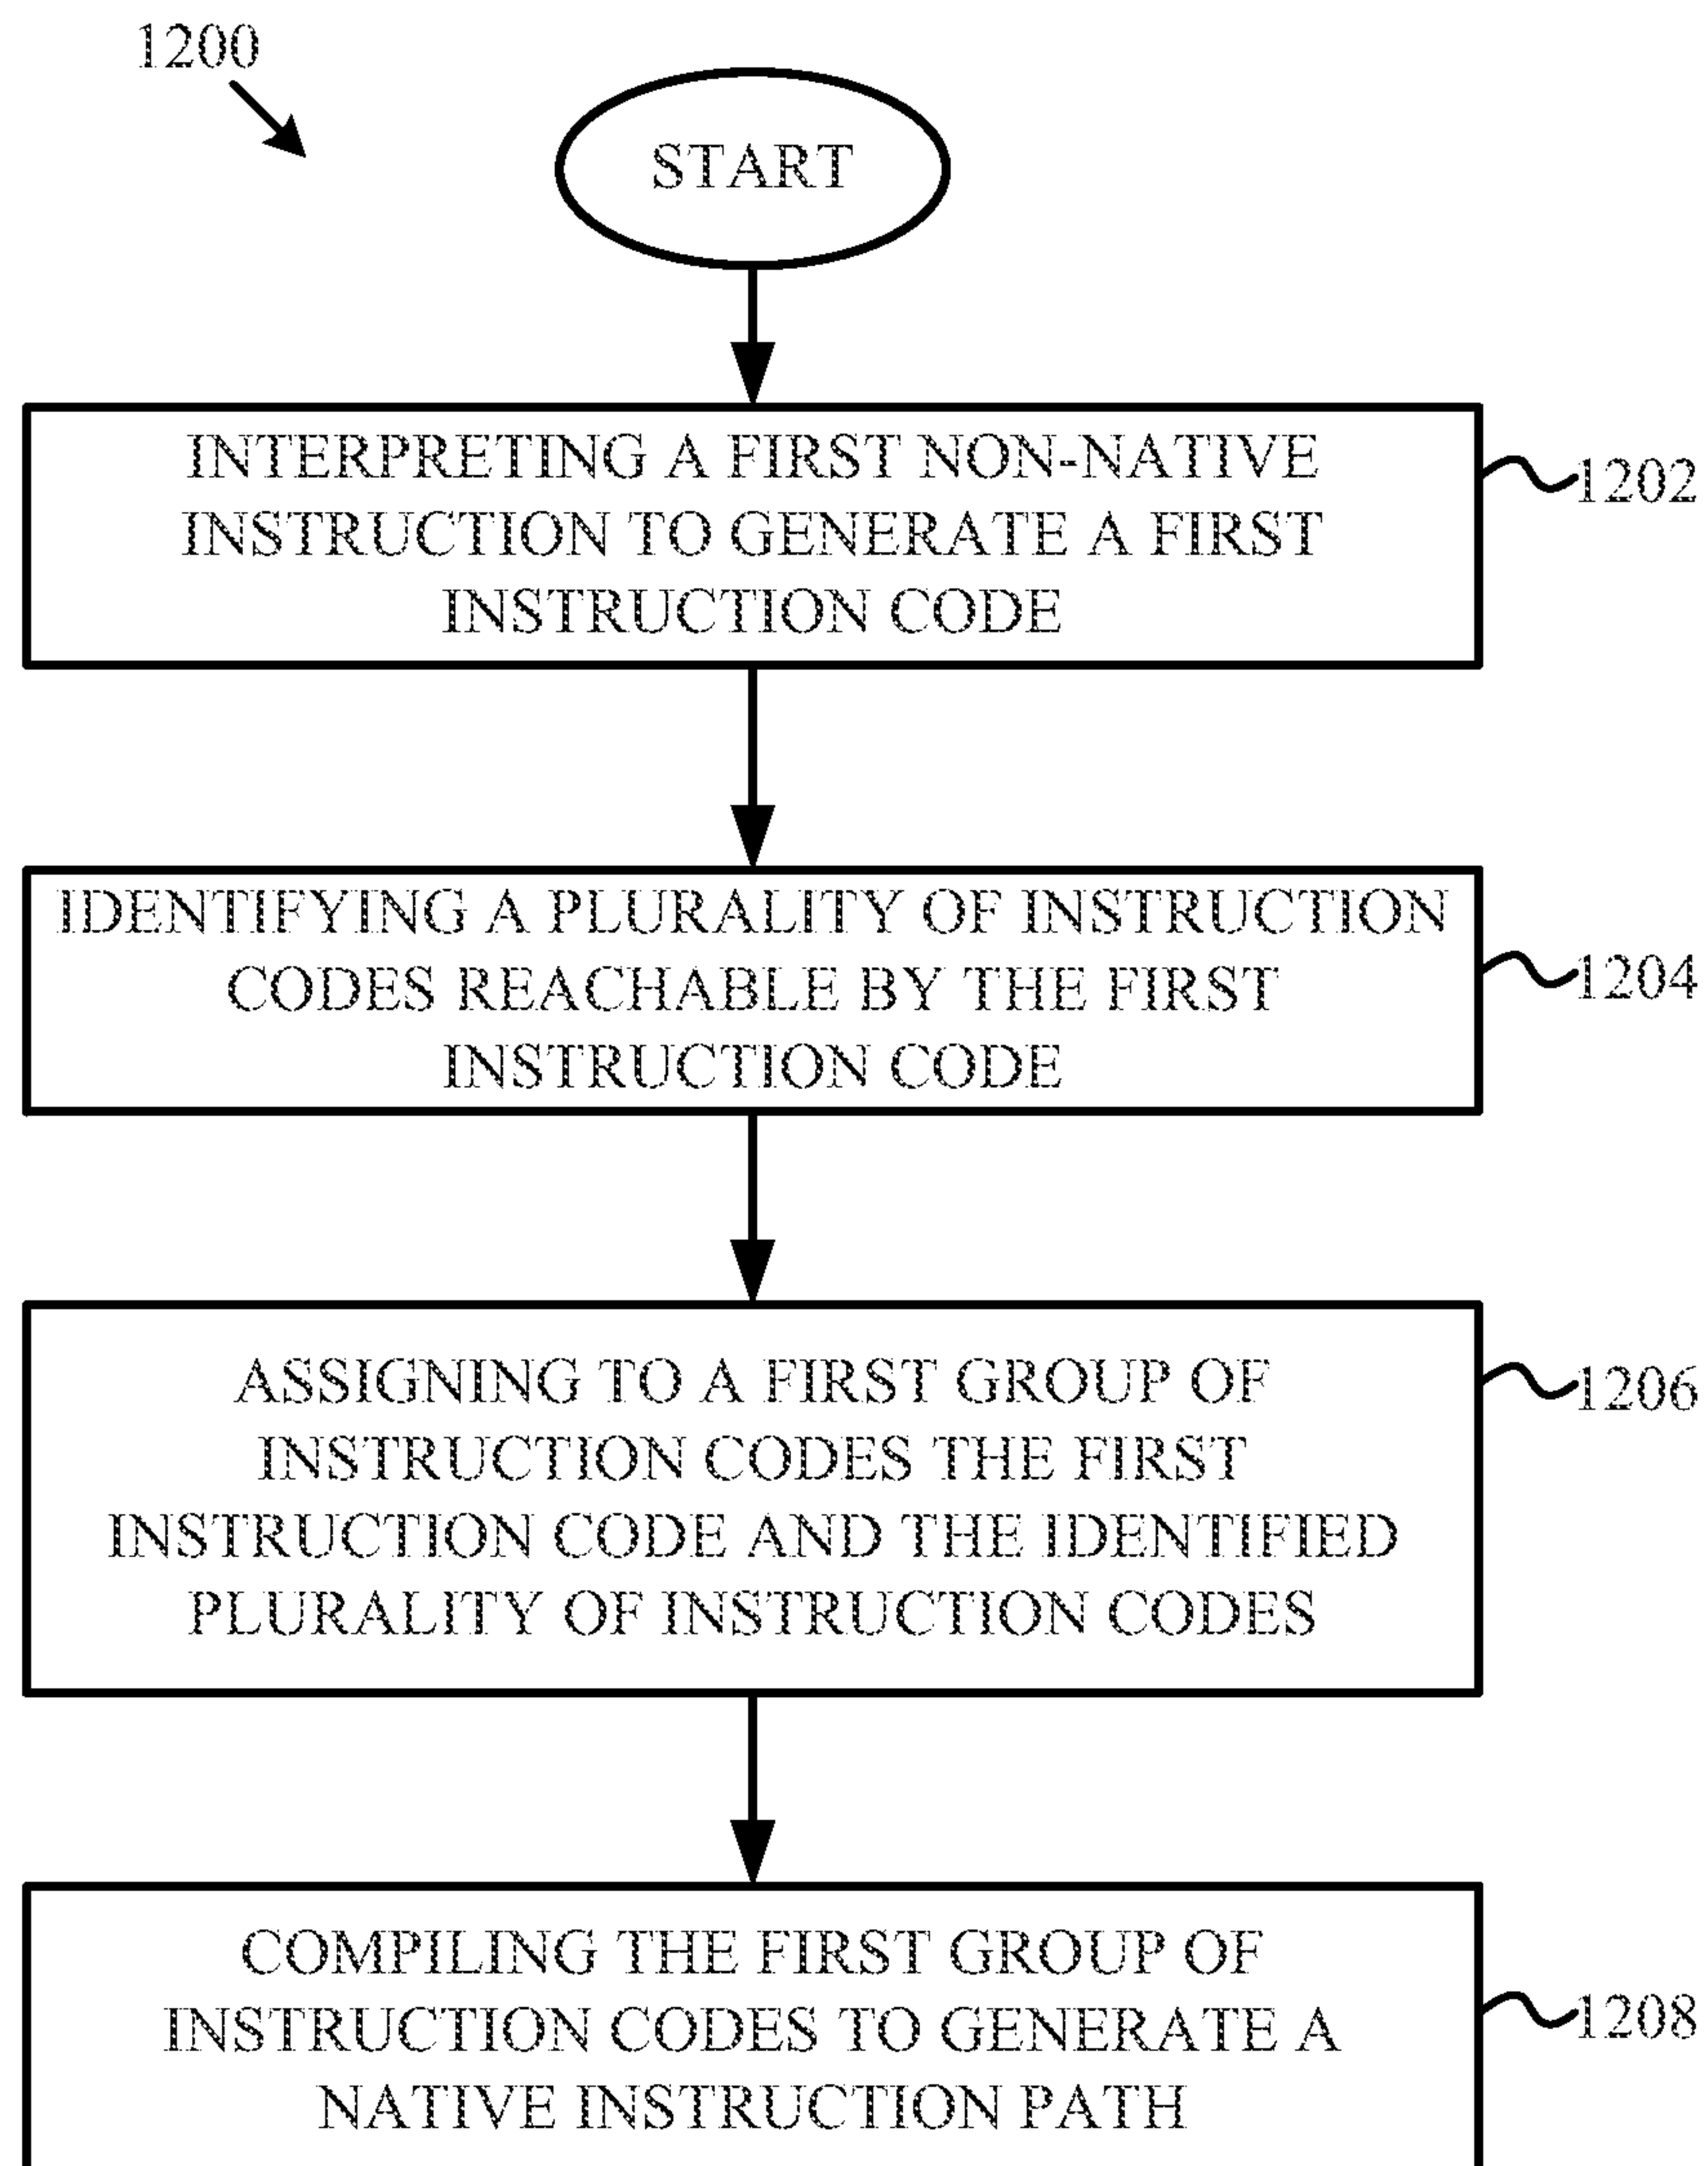 1200
START
INTERPRETING A FIRST NON-NATIVE
INSTRUCTION TO GENERATE A FIRST
INSTRUCTION CODE
1202
IDENTIFYING A PLURALITY OF INSTRUCTION
CODES REACHABLE BY THE FIRST
INSTRUCTION CODE
1204
ASSIGNING TO A FIRST GROUP OF
INSTRUCTION CODES THE FIRST
INSTRUCTION CODE AND THE IDENTIFIED
PLURALITY OF INSTRUCTION CODES
1206
COMPILING THE FIRST GROUP OF
INSTRUCTION CODES TO GENERATE A
NATIVE INSTRUCTION PATH
1208